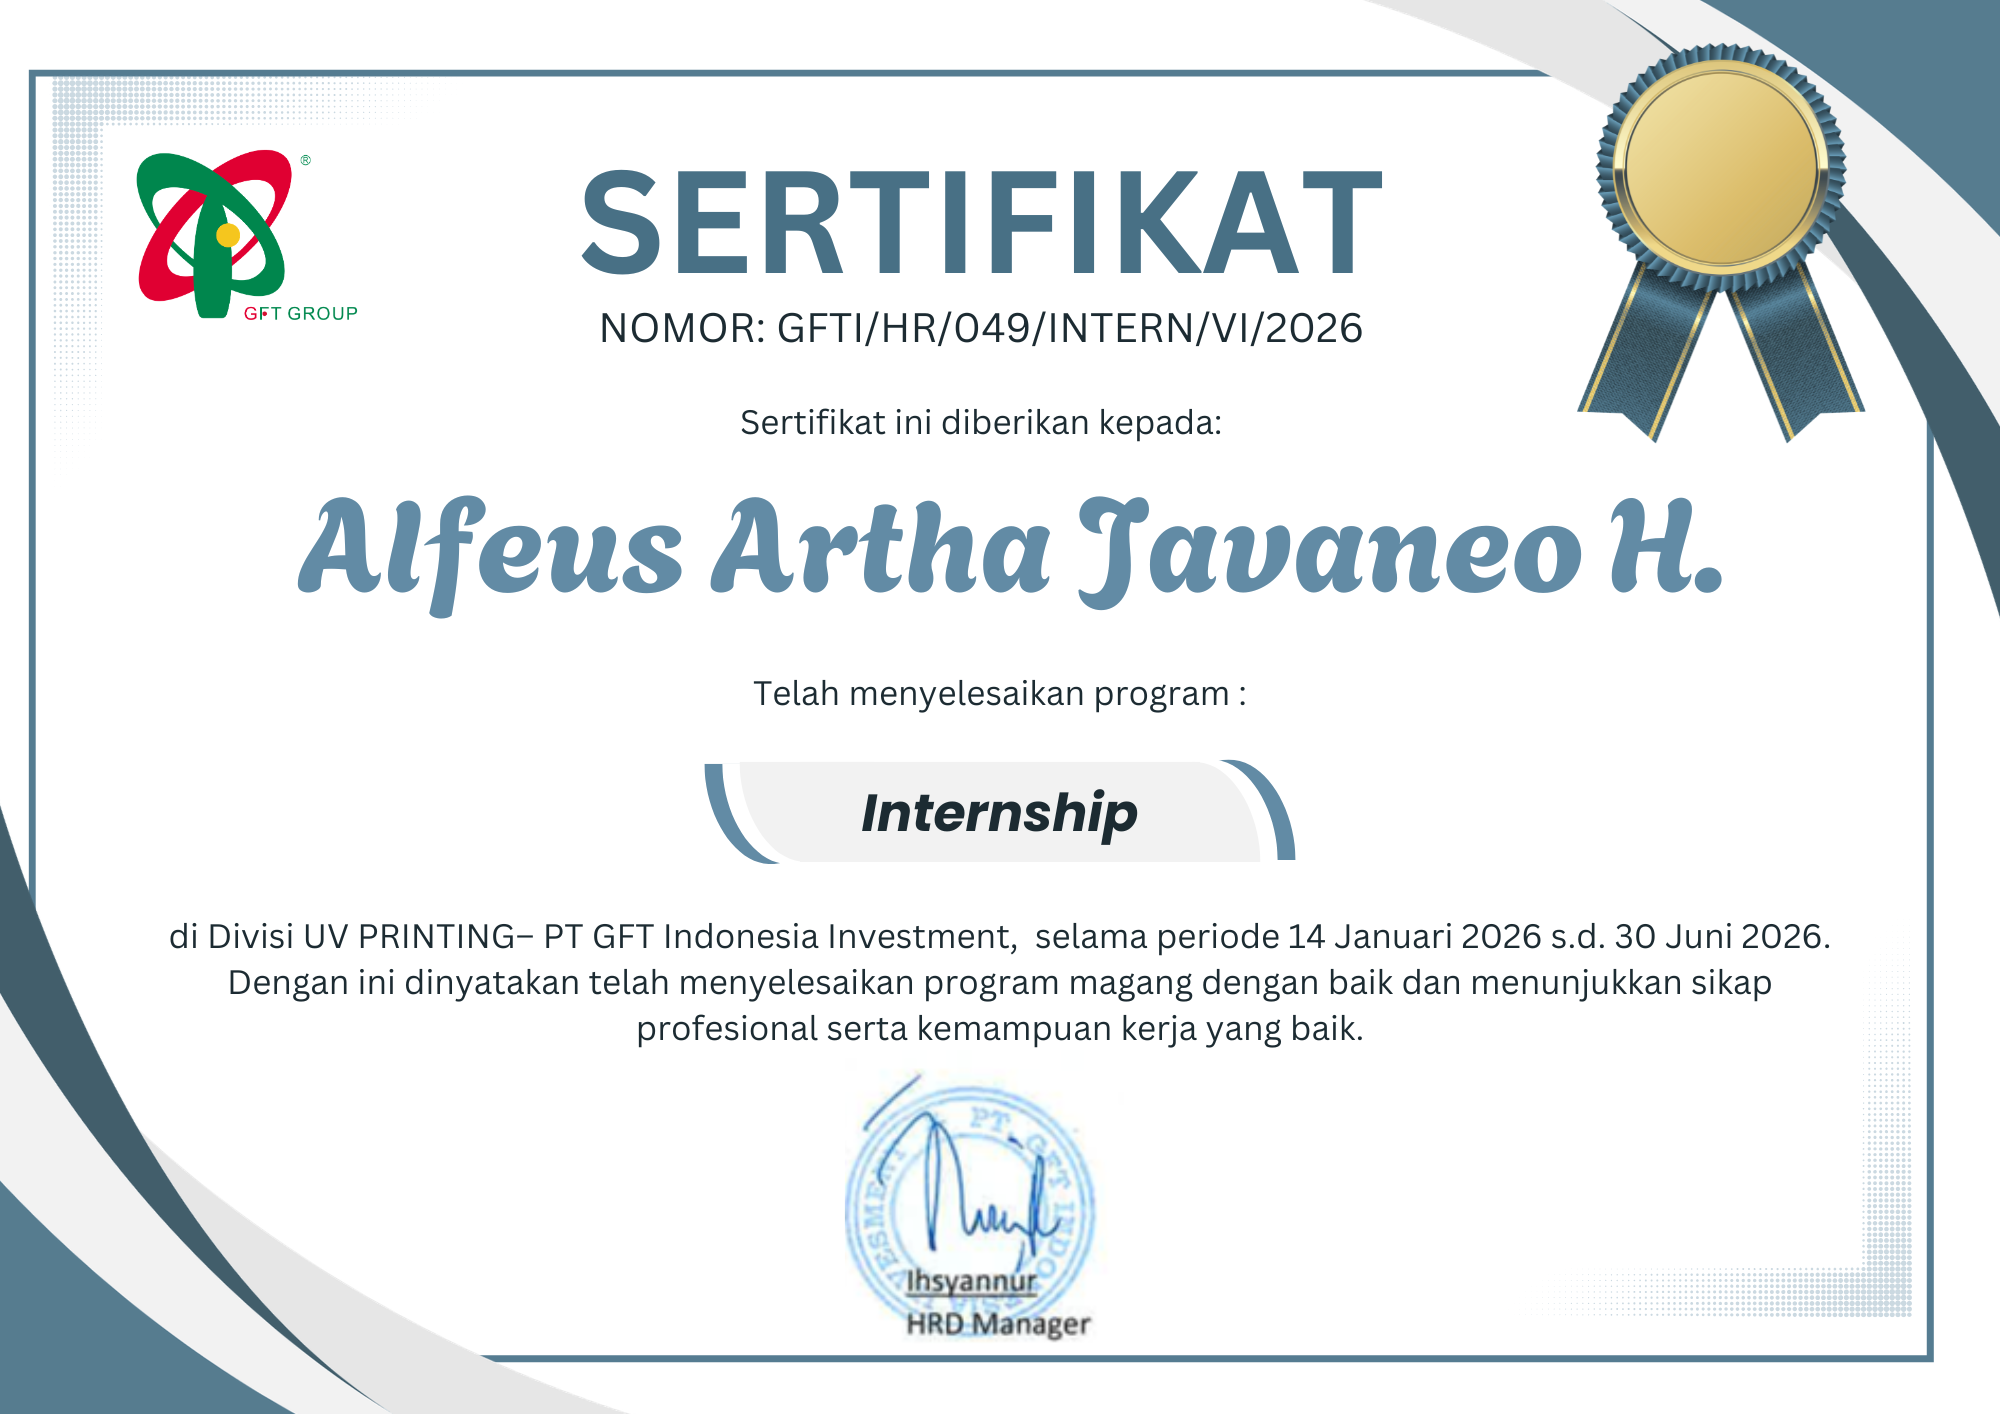 ®
GFT GROUP
SERTIFIKAT
NOMOR: GFTI/HR/049/INTERN/VI/2026
Sertifikat ini diberikan kepada:
Alfeus Artha Javaneo H.
Telah menyelesaikan program :
Internship
di Divisi UV PRINTING– PT GFT Indonesia Investment, selama periode 14 Januari 2026 s.d. 30 Juni 2026.
Dengan ini dinyatakan telah menyelesaikan program magang dengan baik dan menunjukkan sikap
profesional serta kemampuan kerja yang baik.
PT. GFT INDO
Ihsyannur
HRD Manager